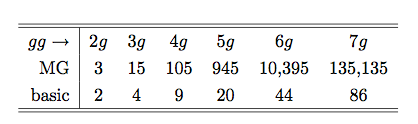 gg → 2g 3g 4g 5g 6g 7g
MG 3 15 105 945 10,395 135,135
basic 2 4 9 20 44 86